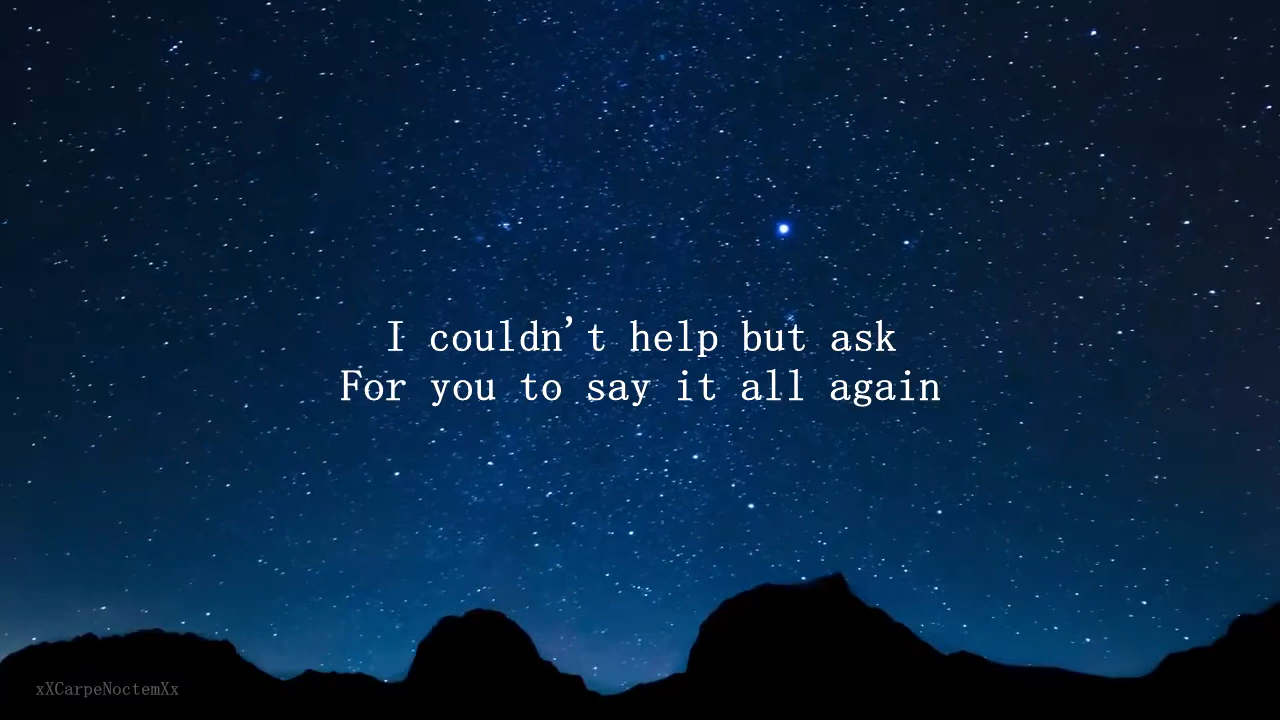 I couldn't help but ask
For you to say it all again
xXCarpeNoctemXx